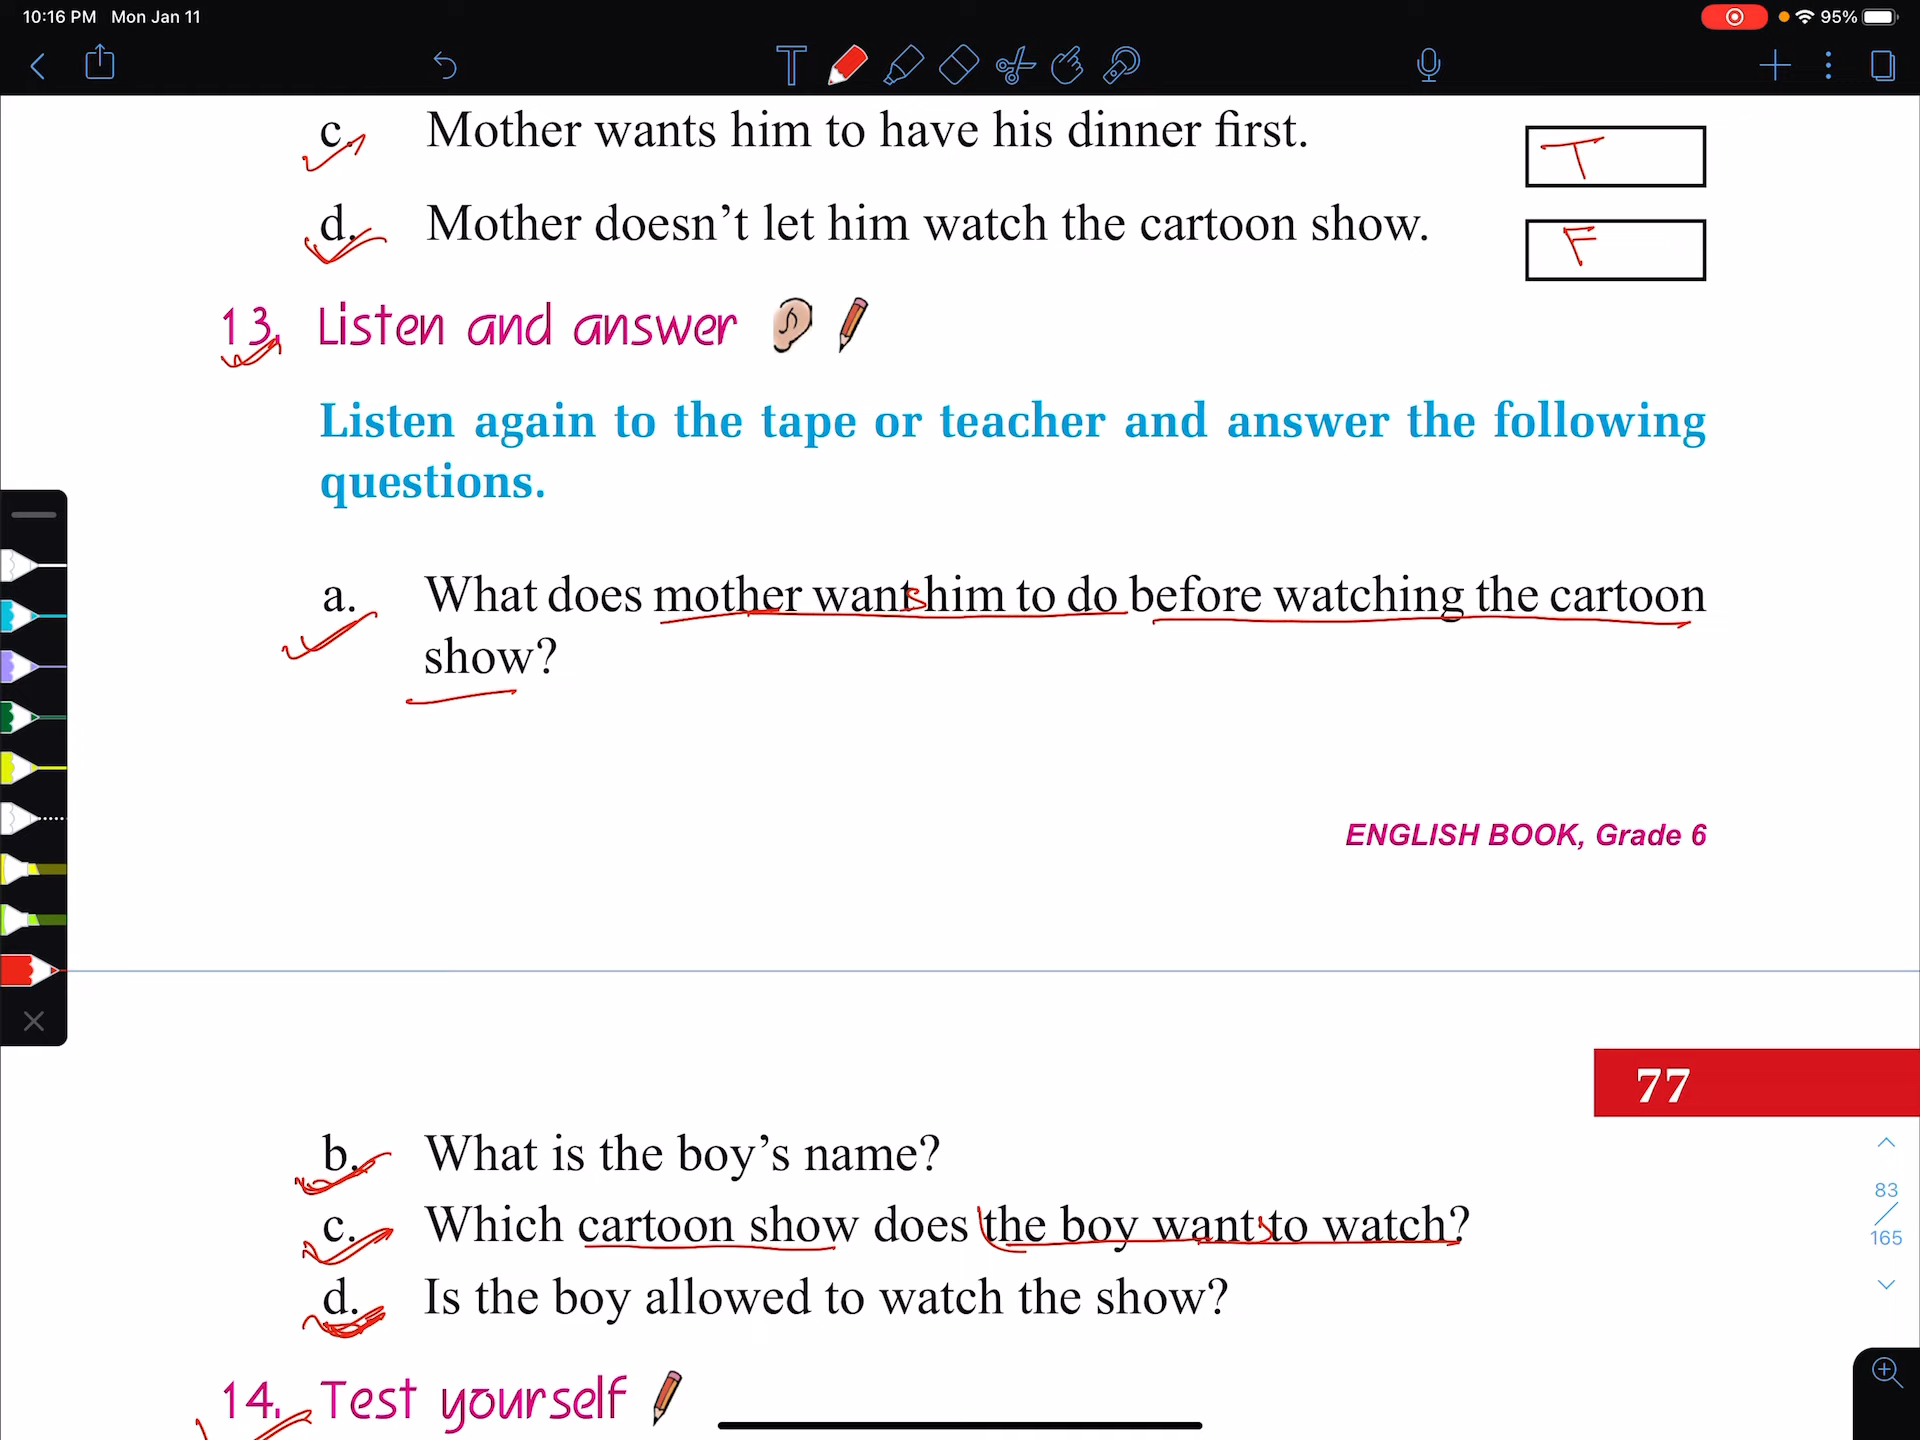 10:16 PM Mon Jan 11 95%
T
c. Mother wants him to have his dinner first. T
d. Mother doesn't let him watch the cartoon show. F
13. Listen and answer
Listen again to the tape or teacher and answer the following
questions.
a. What does mother want s him to do before watching the cartoon
show?
ENGLISH BOOK, Grade 6
77
b. What is the boy's name?
c. Which cartoon show does the boy want s to watch?
83
165
d. Is the boy allowed to watch the show?
14. Test yourself